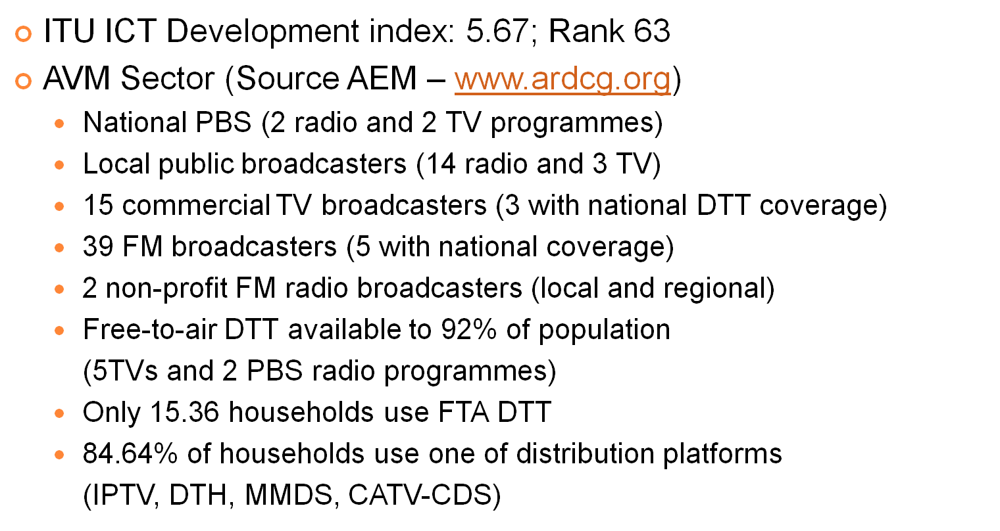 ITU ICT Development index: 5.67; Rank 63
AVM Sector (Source AEM – www.ardcg.org)
National PBS (2 radio and 2 TV programmes)
Local public broadcasters (14 radio and 3 TV)
15 commercial TV broadcasters (3 with national DTT coverage)
39 FM broadcasters (5 with national coverage)
2 non-profit FM radio broadcasters (local and regional)
Free-to-air DTT available to 92% of population
(5TVs and 2 PBS radio programmes)
Only 15.36 households use FTA DTT
84.64% of households use one of distribution platforms
(IPTV, DTH, MMDS, CATV-CDS)